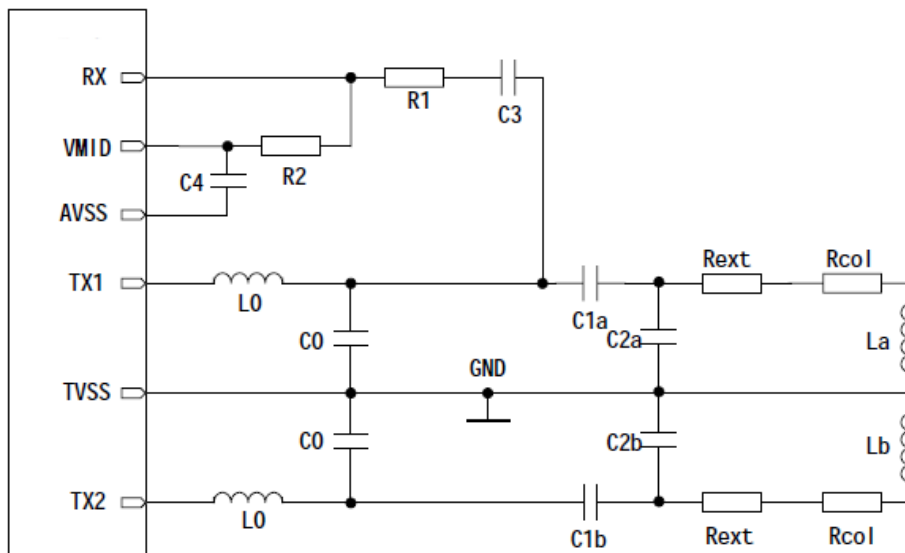 RX
R1
C3
VMID
R2
C4
AVSS
TX1
L0
Rext
Rcol
C1a
C0
C2a
La
GND
TVSS
C0
C2b
Lb
TX2
L0
C1b
Rext
Rcol